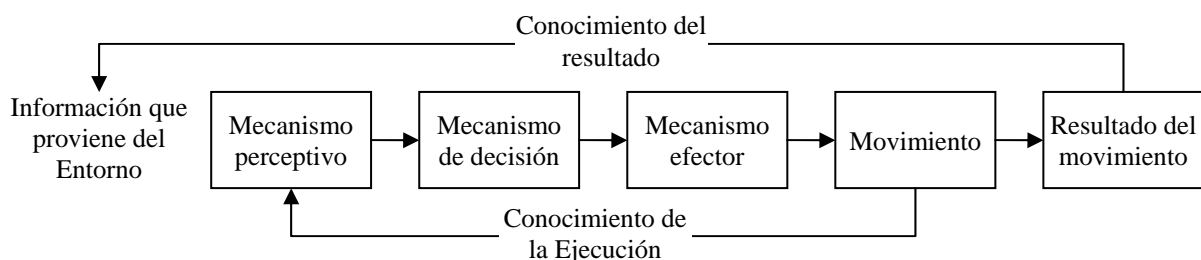 Conocimiento del
resultado
Información que
proviene del
Entorno
Mecanismo
perceptivo
Mecanismo
de decisión
Mecanismo
efector
Movimiento
Resultado del
movimiento
Conocimiento de
la Ejecución